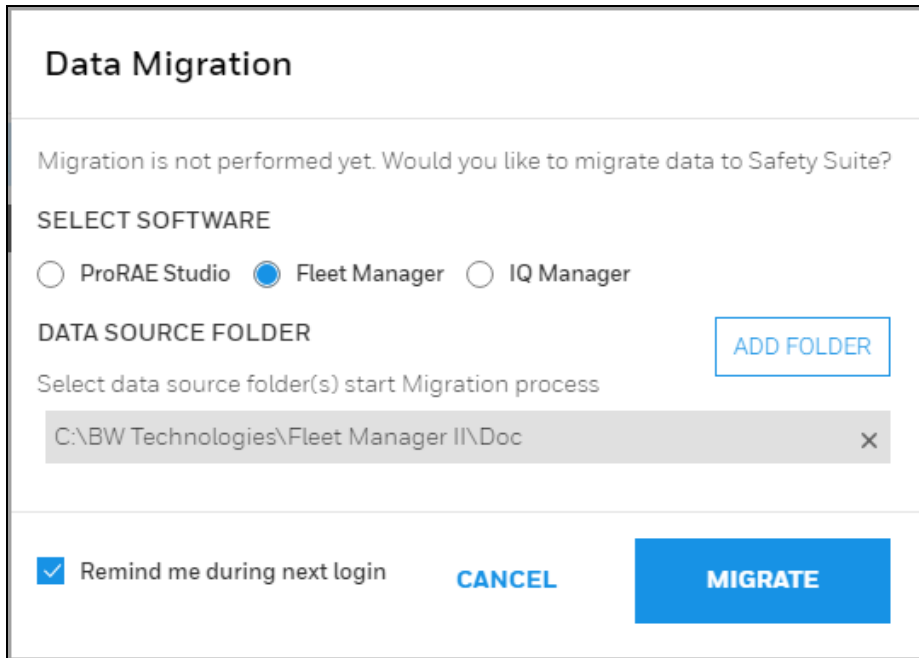 Data Migration
Migration is not performed yet. Would you like to migrate data to Safety Suite?
SELECT SOFTWARE
ProRAE Studio Fleet Manager IQ Manager
DATA SOURCE FOLDER
ADD FOLDER
Select data source folder(s) start Migration process
C:\BW Technologies\Fleet Manager II\Doc ×
Remind me during next login CANCEL MIGRATE